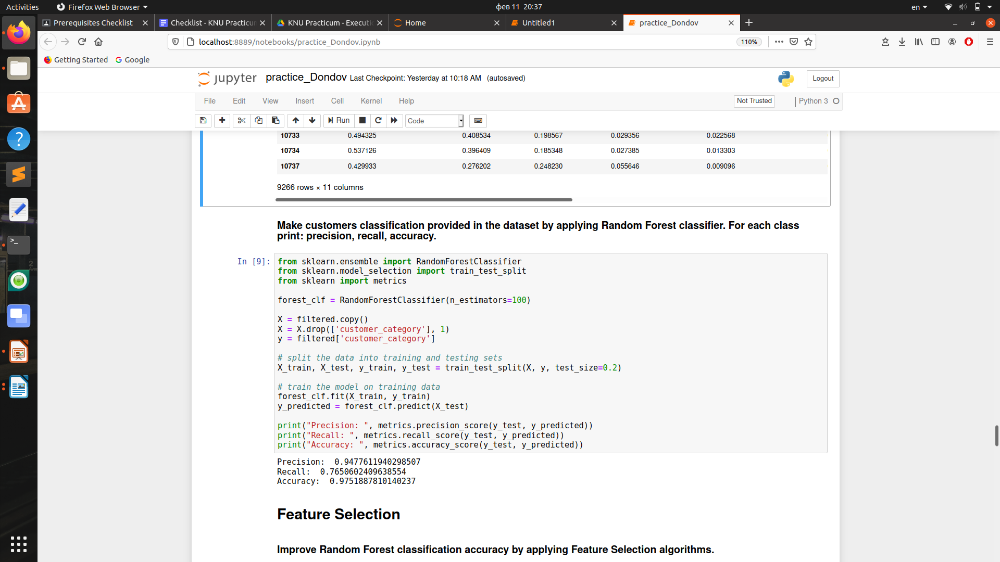 Activities
Firefox Web Browser
фев 11 20:37
en
Prerequisites Checklist
Checklist - KNU Practicum
KNU Practicum - Executi
Home
Untitled1
practice_Dondov
localhost:8889/notebooks/practice_Dondov.ipynb
110%
Getting Started
Google
jupyter
practice_Dondov Last Checkpoint: Yesterday at 10:18 AM (autosaved)
Logout
File Edit View Insert Cell Kernel Help
Not Trusted
Python 3
Run
Code
10733 0.494325 0.408534 0.198567 0.029356 0.022568
10734 0.537126 0.396409 0.185348 0.027385 0.013303
10737 0.429933 0.276202 0.248230 0.055646 0.009096
9266 rows × 11 columns
Make customers classification provided in the dataset by applying Random Forest classifier. For each class
print: precision, recall, accuracy.
In [9]:
from sklearn.ensemble import RandomForestClassifier
from sklearn.model_selection import train_test_split
from sklearn import metrics
forest_clf = RandomForestClassifier(n_estimators=100)
X = filtered.copy()
X = X.drop(['customer_category'], 1)
y = filtered['customer_category']
# split the data into training and testing sets
X_train, X_test, y_train, y_test = train_test_split(X, y, test_size=0.2)
# train the model on training data
forest_clf.fit(X_train, y_train)
y_predicted = forest_clf.predict(X_test)
print("Precision: ", metrics.precision_score(y_test, y_predicted))
print("Recall: ", metrics.recall_score(y_test, y_predicted))
print("Accuracy: ", metrics.accuracy_score(y_test, y_predicted))
Precision:  0.9477611940298507
Recall:  0.7650602409638554
Accuracy:  0.9751887810140237
Feature Selection
Improve Random Forest classification accuracy by applying Feature Selection algorithms.